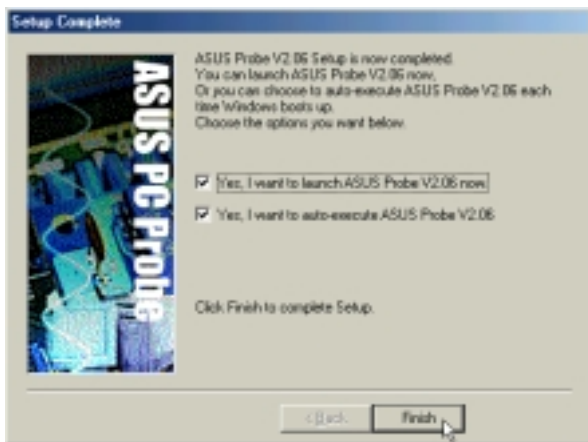 Setup Complete
ASUS PC Probe
ASUS Probe V2.06 Setup is now completed.
You can launch ASUS Probe V2.06 now,
Or you can choose to auto-execute ASUS Probe V2.06 each
time Windows boots up.
Choose the options you want below.
Yes, I want to launch ASUS Probe V2.06 now
Yes, I want to auto-execute ASUS Probe V2.06
Click Finish to complete Setup.
< Back
Finish